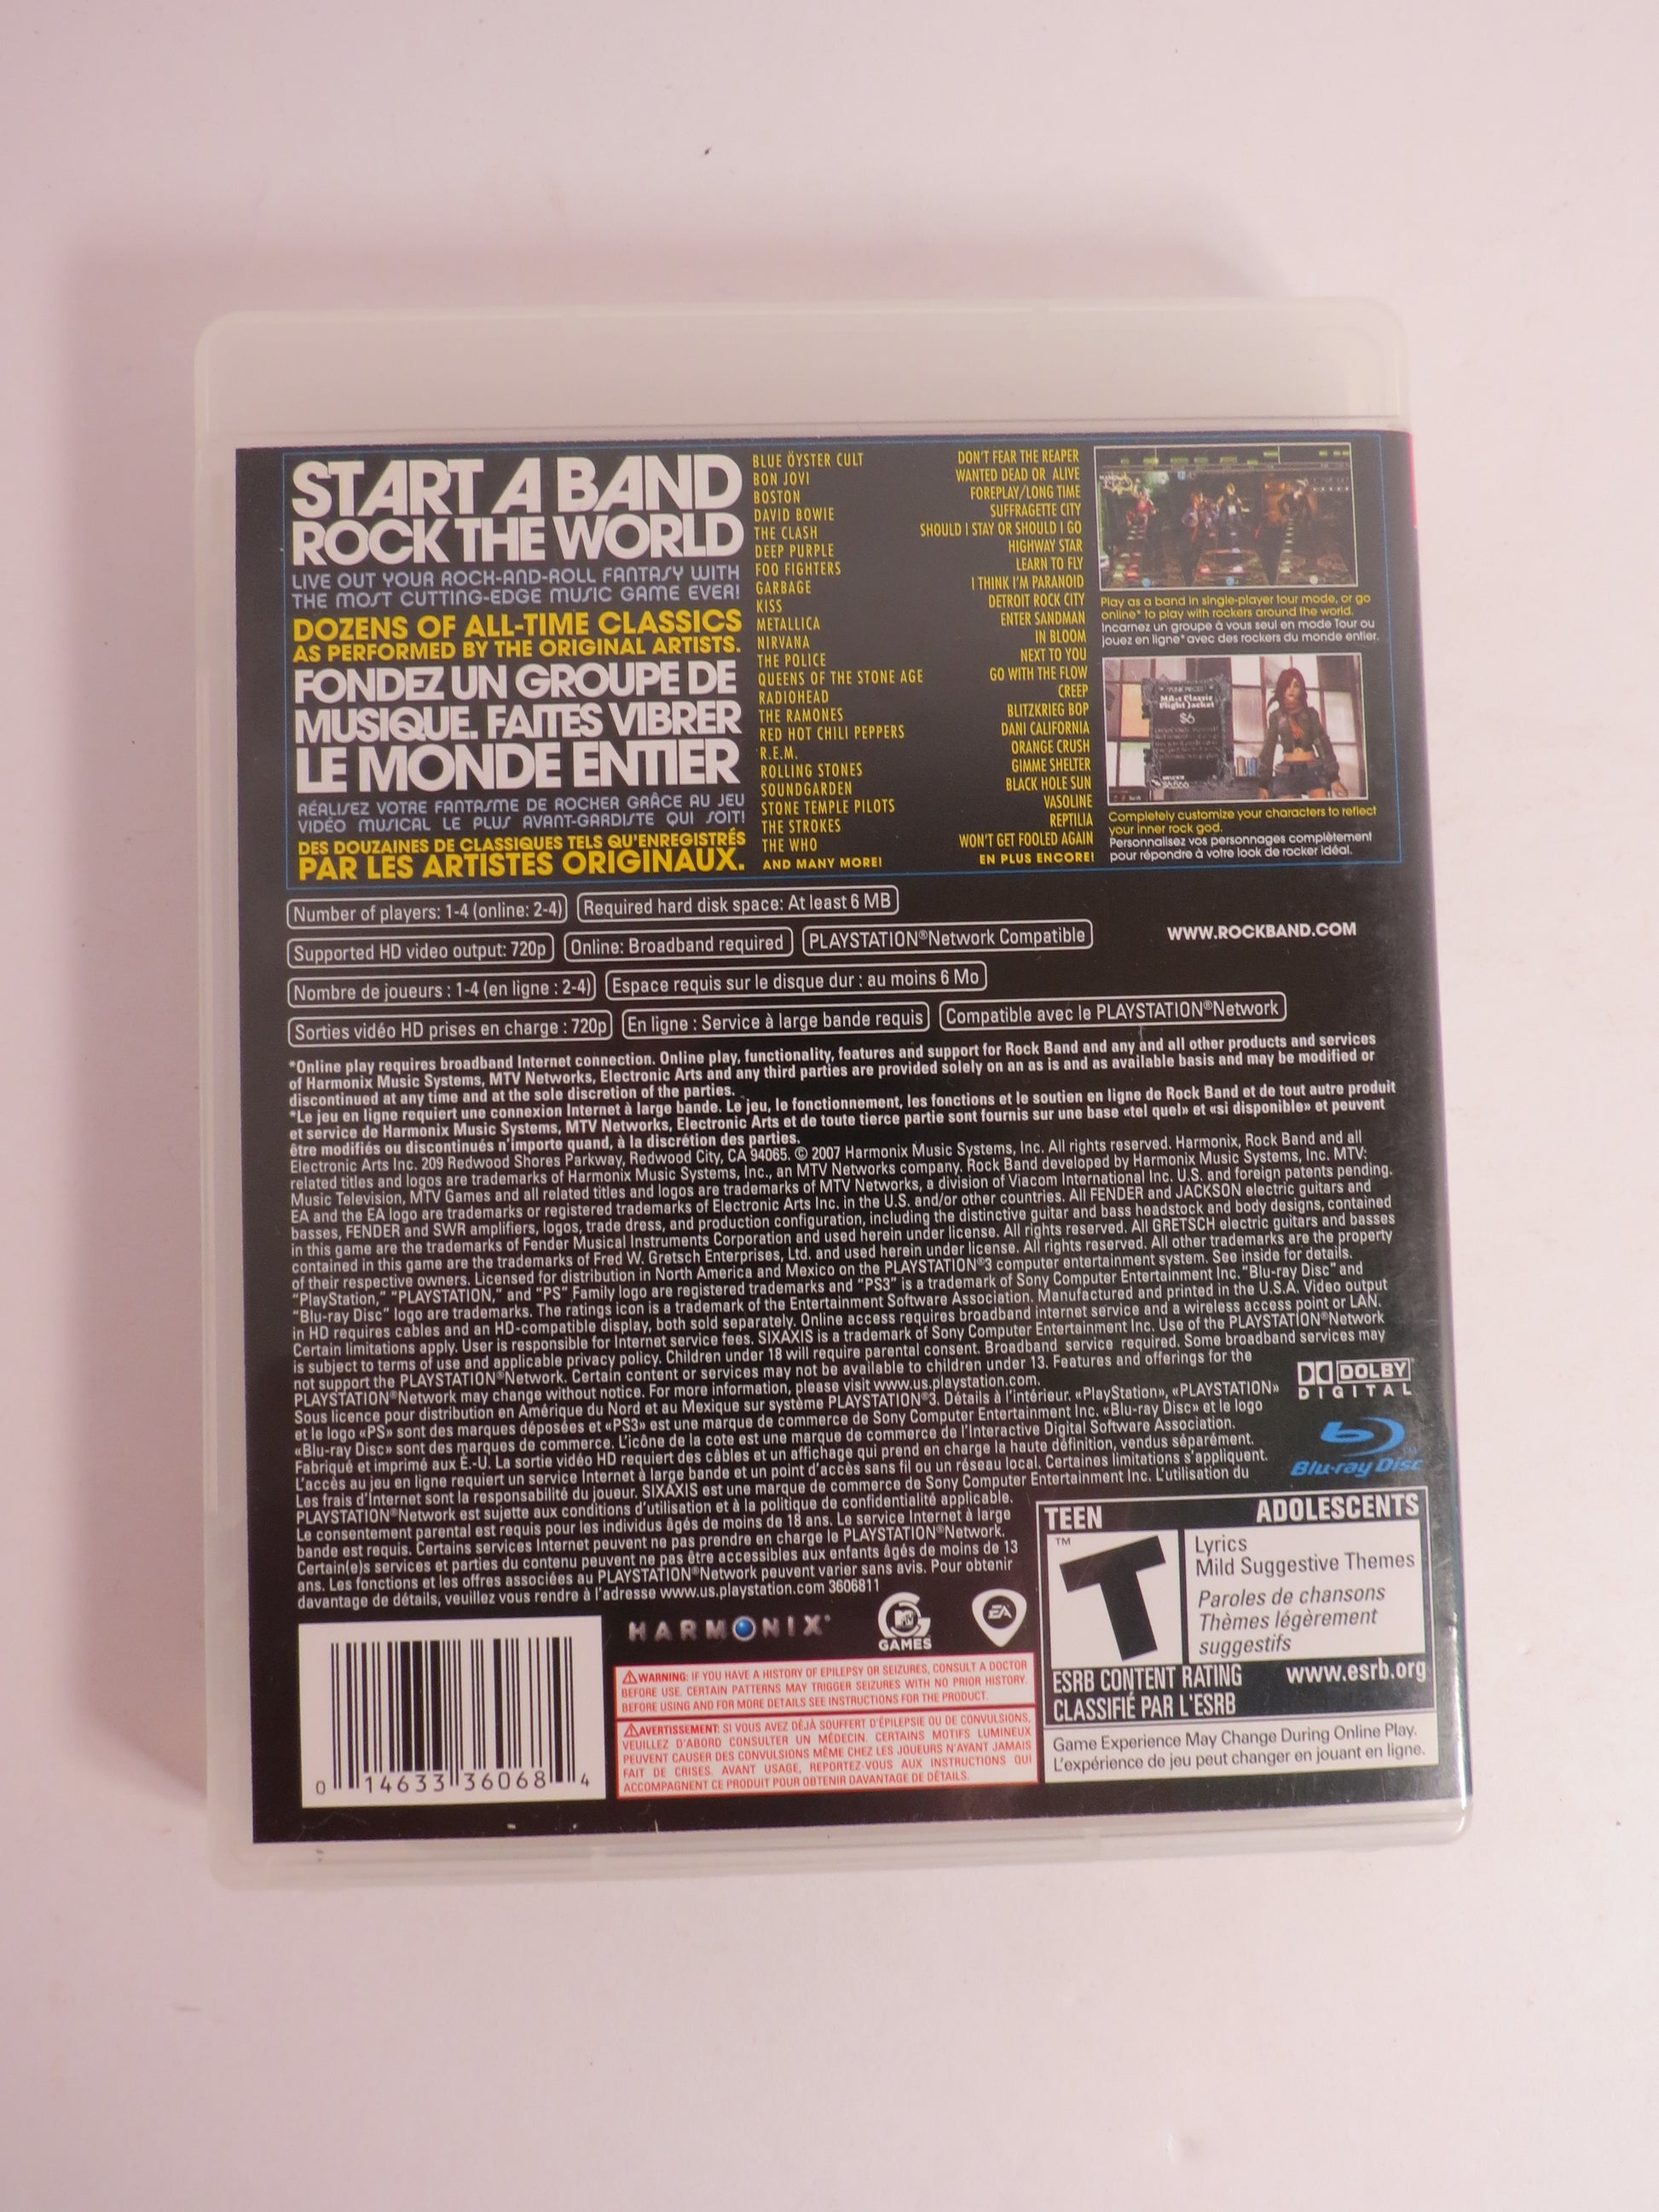 START A BAND
ROCK THE WORLD
LIVE OUT YOUR ROCK-AND-ROLL FANTASY WITH
THE MOST CUTTING-EDGE MUSIC GAME EVER!
DOZENS OF ALL-TIME CLASSICS
AS PERFORMED BY THE ORIGINAL ARTISTS.
FONDEZ UN GROUPE DE
MUSIQUE. FAITES VIBRER
LE MONDE ENTIER
RÉALISEZ VOTRE FANTASME DE ROCKER GRÂCE AU JEU
VIDÉO MUSICAL LE PLUS AVANT-GARDISTE QUI SOIT!
DES DOUZAINES DE CLASSIQUES TELS QU'ENREGISTRÉS
PAR LES ARTISTES ORIGINAUX.
BLUE ÖYSTER CULT DON'T FEAR THE REAPER
BON JOVI WANTED DEAD OR ALIVE
BOSTON FOREPLAY/LONG TIME
DAVID BOWIE SUFFRAGETTE CITY
THE CLASH SHOULD I STAY OR SHOULD I GO
DEEP PURPLE HIGHWAY STAR
FOO FIGHTERS LEARN TO FLY
GARBAGE I THINK I'M PARANOID
KISS DETROIT ROCK CITY
METALLICA ENTER SANDMAN
NIRVANA IN BLOOM
THE POLICE NEXT TO YOU
QUEENS OF THE STONE AGE GO WITH THE FLOW
RADIOHEAD CREEP
THE RAMONES BLITZKRIEG BOP
RED HOT CHILI PEPPERS DANI CALIFORNIA
R.E.M. ORANGE CRUSH
ROLLING STONES GIMME SHELTER
SOUNDGARDEN BLACK HOLE SUN
STONE TEMPLE PILOTS VASOLINE
THE STROKES REPTILIA
THE WHO WON'T GET FOOLED AGAIN
AND MANY MORE! EN PLUS ENCORE!
Play as a band in single-player tour mode, or go
online* to play with rockers around the world.
Incarnez un groupe à vous seul en mode Tour ou
jouez en ligne* avec des rockers du monde entier.
Flight Jacket
$6
Completely customize your characters to reflect
your inner rock god.
Personnalisez vos personnages complètement
pour répondre à votre look de rocker idéal.
Number of players: 1-4 (online: 2-4) Required hard disk space: At least 6 MB
Supported HD video output: 720p Online: Broadband required PLAYSTATION®Network Compatible
WWW.ROCKBAND.COM
Nombre de joueurs : 1-4 (en ligne : 2-4) Espace requis sur le disque dur : au moins 6 Mo
Sorties vidéo HD prises en charge : 720p En ligne : Service à large bande requis Compatible avec le PLAYSTATION®Network
*Online play requires broadband Internet connection. Online play, functionality, features and support for Rock Band and any and all other products and services
of Harmonix Music Systems, MTV Networks, Electronic Arts and any third parties are provided solely on an as is and as available basis and may be modified or
discontinued at any time and at the sole discretion of the parties.
*Le jeu en ligne requiert une connexion Internet à large bande. Le jeu, le fonctionnement, les fonctions et le soutien en ligne de Rock Band et de tout autre produit
et service de Harmonix Music Systems, MTV Networks, Electronic Arts et de toute tierce partie sont fournis sur une base «tel quel» et «si disponible» et peuvent
être modifiés ou discontinués n'importe quand, à la discrétion des parties.
Electronic Arts Inc. 209 Redwood Shores Parkway, Redwood City, CA 94065. © 2007 Harmonix Music Systems, Inc. All rights reserved. Harmonix, Rock Band and all
related titles and logos are trademarks of Harmonix Music Systems, Inc., an MTV Networks company. Rock Band developed by Harmonix Music Systems, Inc. MTV:
Music Television, MTV Games and all related titles and logos are trademarks of MTV Networks, a division of Viacom International Inc. U.S. and foreign patents pending.
EA and the EA logo are trademarks or registered trademarks of Electronic Arts Inc. in the U.S. and/or other countries. All FENDER and JACKSON electric guitars and
basses, FENDER and SWR amplifiers, logos, trade dress, and production configuration, including the distinctive guitar and bass headstock and body designs, contained
in this game are the trademarks of Fender Musical Instruments Corporation and used herein under license. All rights reserved. All GRETSCH electric guitars and basses
contained in this game are the trademarks of Fred W. Gretsch Enterprises, Ltd. and used herein under license. All rights reserved. All other trademarks are the property
of their respective owners. Licensed for distribution in North America and Mexico on the PLAYSTATION®3 computer entertainment system. See inside for details.
"PlayStation," "PLAYSTATION," and "PS" Family logo are registered trademarks and "PS3" is a trademark of Sony Computer Entertainment Inc. "Blu-ray Disc" and
"Blu-ray Disc" logo are trademarks. The ratings icon is a trademark of the Entertainment Software Association. Manufactured and printed in the U.S.A. Video output
in HD requires cables and an HD-compatible display, both sold separately. Online access requires broadband internet service and a wireless access point or LAN.
Certain limitations apply. User is responsible for Internet service fees. SIXAXIS is a trademark of Sony Computer Entertainment Inc. Use of the PLAYSTATION®Network
is subject to terms of use and applicable privacy policy. Children under 18 will require parental consent. Broadband service required. Some broadband services may
not support the PLAYSTATION®Network. Certain content or services may not be available to children under 13. Features and offerings for the
PLAYSTATION®Network may change without notice. For more information, please visit www.us.playstation.com.
Sous licence pour distribution en Amérique du Nord et au Mexique sur système PLAYSTATION®3. Détails à l'intérieur. «PlayStation», «PLAYSTATION»
et le logo «PS» sont des marques déposées et «PS3» est une marque de commerce de Sony Computer Entertainment Inc. «Blu-ray Disc» et le logo
«Blu-ray Disc» sont des marques de commerce. L'icône de la cote est une marque de commerce de l'Interactive Digital Software Association.
Fabriqué et imprimé aux É.-U. La sortie vidéo HD requiert des câbles et un affichage qui prend en charge la haute définition, vendus séparément.
L'accès au jeu en ligne requiert un service Internet à large bande et un point d'accès sans fil ou un réseau local. Certaines limitations s'appliquent.
Les frais d'Internet sont la responsabilité du joueur. SIXAXIS est une marque de commerce de Sony Computer Entertainment Inc. L'utilisation du
PLAYSTATION®Network est sujette aux conditions d'utilisation et à la politique de confidentialité applicable.
Le consentement parental est requis pour les individus âgés de moins de 18 ans. Le service Internet à large
bande est requis. Certains services Internet peuvent ne pas prendre en charge le PLAYSTATION®Network.
Certain(e)s services et parties du contenu peuvent ne pas être accessibles aux enfants âgés de moins de 13
ans. Les fonctions et les offres associées au PLAYSTATION®Network peuvent varier sans avis. Pour obtenir
davantage de détails, veuillez vous rendre à l'adresse www.us.playstation.com 3606811
DOLBY
DIGITAL
Blu-ray Disc
TEEN ADOLESCENTS
T™
Lyrics
Mild Suggestive Themes
Paroles de chansons
Thèmes légèrement
suggestifs
ESRB CONTENT RATING www.esrb.org
CLASSIFIÉ PAR L'ESRB
Game Experience May Change During Online Play.
L'expérience de jeu peut changer en jouant en ligne.
HARMONIX®
MTV
GAMES
EA
WARNING: IF YOU HAVE A HISTORY OF EPILEPSY OR SEIZURES, CONSULT A DOCTOR
BEFORE USE. CERTAIN PATTERNS MAY TRIGGER SEIZURES WITH NO PRIOR HISTORY.
BEFORE USING AND FOR MORE DETAILS SEE INSTRUCTIONS FOR THE PRODUCT.
AVERTISSEMENT: SI VOUS AVEZ DÉJÀ SOUFFERT D'ÉPILEPSIE OU DE CONVULSIONS,
VEUILLEZ D'ABORD CONSULTER UN MÉDECIN. CERTAINS MOTIFS LUMINEUX
PEUVENT CAUSER DES CONVULSIONS MÊME CHEZ LES JOUEURS N'AYANT JAMAIS
FAIT DE CRISES. AVANT USAGE, REPORTEZ-VOUS AUX INSTRUCTIONS QUI
ACCOMPAGNENT CE PRODUIT POUR OBTENIR DAVANTAGE DE DÉTAILS.
0 14633 36068 4